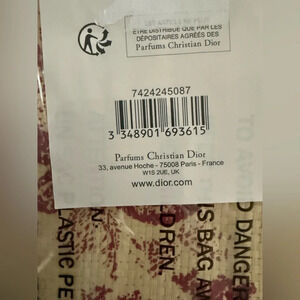 ÊTRE DISTRIBUÉ QUE PAR LES
DÉPOSITAIRES AGRÉÉS DES
Parfums Christian Dior
7424245087
3 348901 693615
Parfums Christian Dior
33, avenue Hoche - 75008 Paris - France
W1S 2UE, UK
www.dior.com
TO AVOID DANGER
THIS BAG AW
DREN.
LASTIC PE